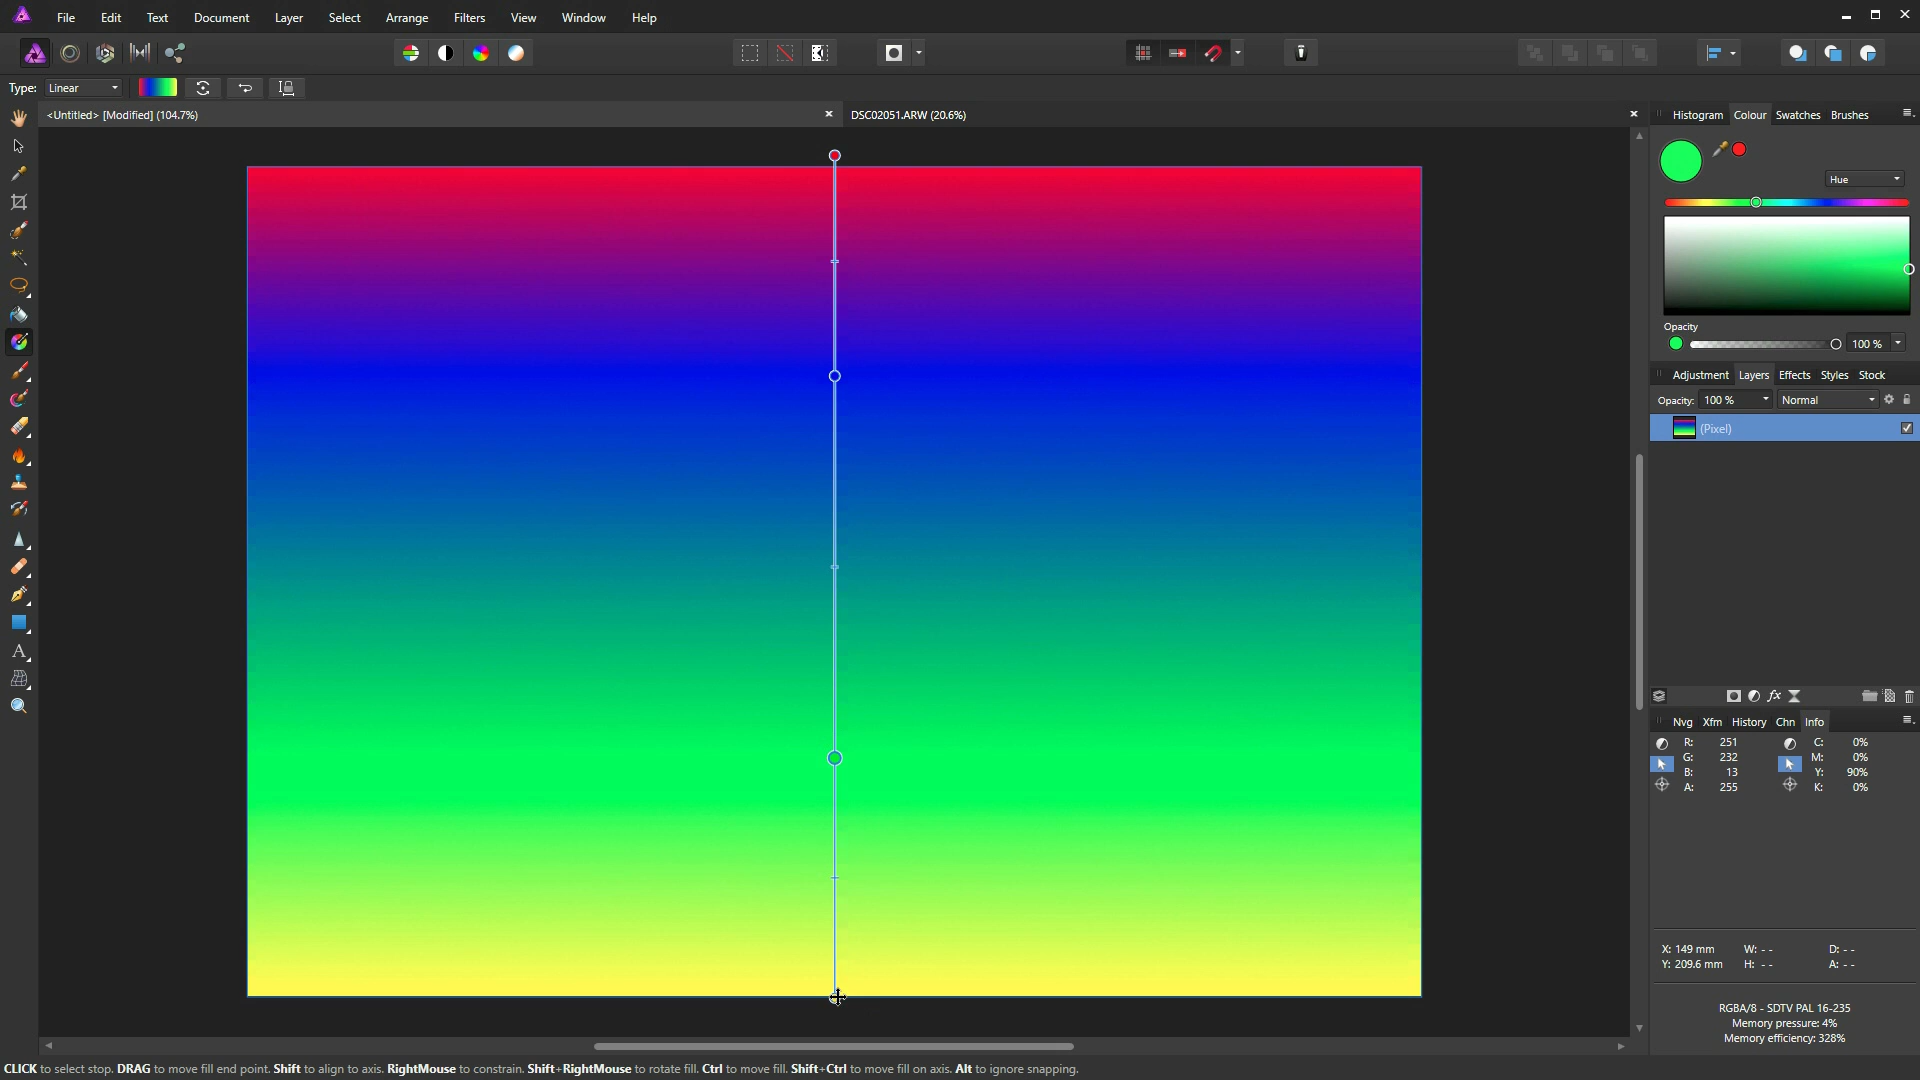 File Edit Text Document Layer Select Arrange Filters View Window Help
Type: Linear
<Untitled> [Modified] (104.7%)
DSC02051.ARW (20.6%)
Histogram Colour Swatches Brushes
Hue
Opacity
100 %
Adjustment Layers Effects Styles Stock
Opacity: 100 % Normal
(Pixel)
fx
Nvg Xfm History Chn Info
R: 251 C: 0%
G: 232 M: 0%
B: 13 Y: 90%
A: 255 K: 0%
X: 149 mm W: - - D: - -
Y: 209.6 mm H: - - A: - -
RGBA/8 - SDTV PAL 16-235
Memory pressure: 4%
Memory efficiency: 328%
CLICK to select stop. DRAG to move fill end point. Shift to align to axis. RightMouse to constrain. Shift+RightMouse to rotate fill. Ctrl to move fill. Shift+Ctrl to move fill on axis. Alt to ignore snapping.